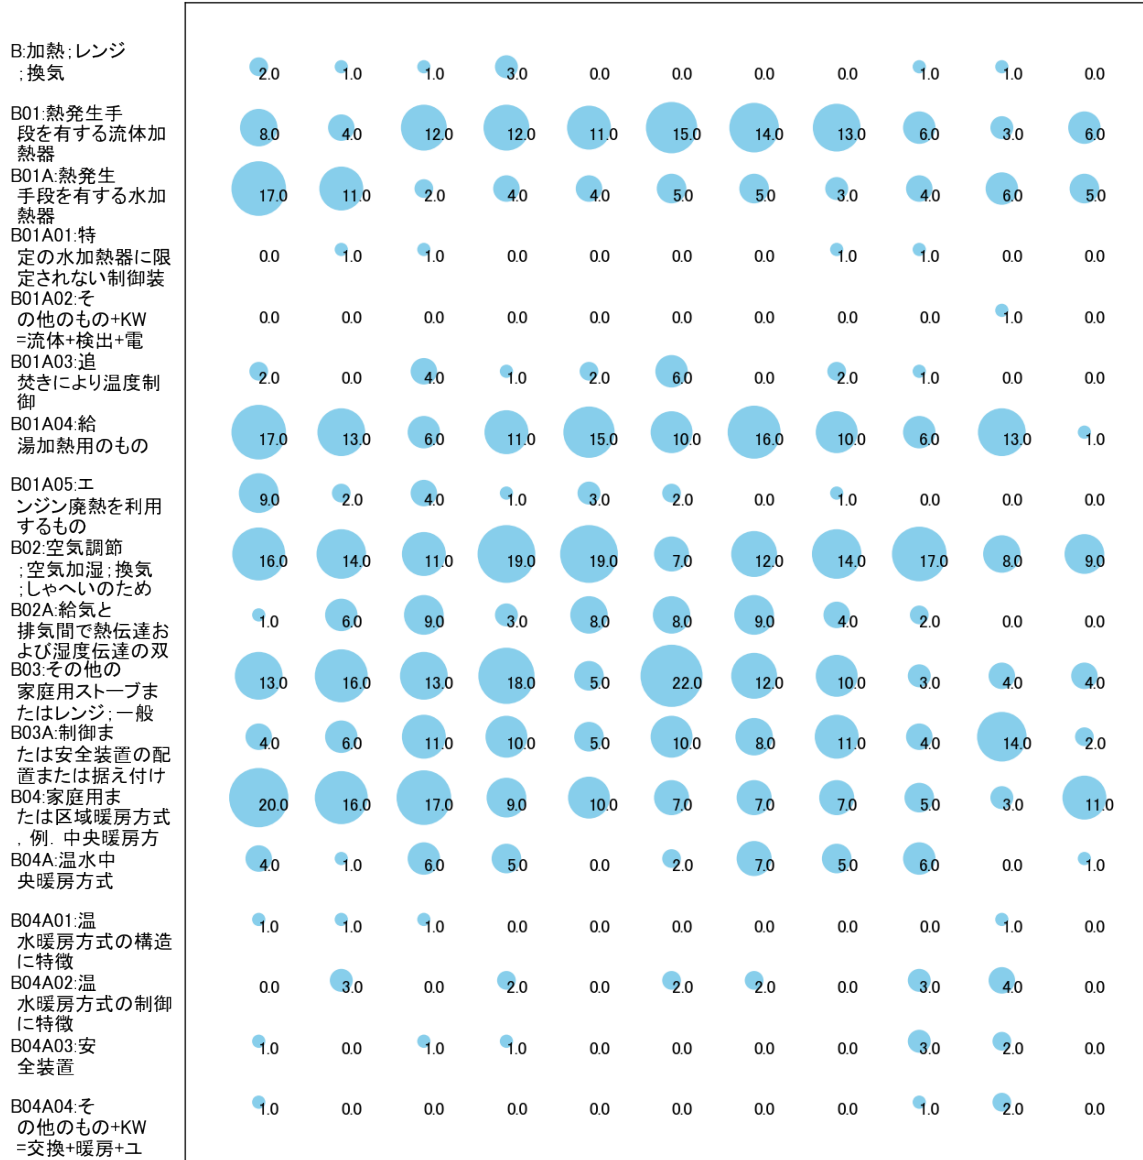 B:加熱;レンジ
;換気
2.0 1.0 1.0 3.0 0.0 0.0 0.0 0.0 1.0 1.0 0.0
B01:熱発生手
段を有する流体加
熱器
8.0 4.0 12.0 12.0 11.0 15.0 14.0 13.0 6.0 3.0 6.0
B01A:熱発生
手段を有する水加
熱器
17.0 11.0 2.0 4.0 4.0 5.0 5.0 3.0 4.0 6.0 5.0
B01A01:特
定の水加熱器に限
定されない制御装
0.0 1.0 1.0 0.0 0.0 0.0 0.0 1.0 1.0 0.0 0.0
B01A02:そ
の他のもの+KW
=流体+検出+電
0.0 0.0 0.0 0.0 0.0 0.0 0.0 0.0 0.0 1.0 0.0
B01A03:追
焚きにより温度制
御
2.0 0.0 4.0 1.0 2.0 6.0 0.0 2.0 1.0 0.0 0.0
B01A04:給
湯加熱用のもの
17.0 13.0 6.0 11.0 15.0 10.0 16.0 10.0 6.0 13.0 1.0
B01A05:エ
ンジン廃熱を利用
するもの
9.0 2.0 4.0 1.0 3.0 2.0 0.0 1.0 0.0 0.0 0.0
B02:空気調節
;空気加湿;換気
;しゃへいのため
16.0 14.0 11.0 19.0 19.0 7.0 12.0 14.0 17.0 8.0 9.0
B02A:給気と
排気間で熱伝達お
よび湿度伝達の双
1.0 6.0 9.0 3.0 8.0 8.0 9.0 4.0 2.0 0.0 0.0
B03:その他の
家庭用ストーブま
たはレンジ;一般
13.0 16.0 13.0 18.0 5.0 22.0 12.0 10.0 3.0 4.0 4.0
B03A:制御ま
たは安全装置の配
置または据え付け
4.0 6.0 11.0 10.0 5.0 10.0 8.0 11.0 4.0 14.0 2.0
B04:家庭用ま
たは区域暖房方式
,例.中央暖房方
20.0 16.0 17.0 9.0 10.0 7.0 7.0 7.0 5.0 3.0 11.0
B04A:温水中
央暖房方式
4.0 1.0 6.0 5.0 0.0 2.0 7.0 5.0 6.0 0.0 1.0
B04A01:温
水暖房方式の構造
に特徴
1.0 1.0 1.0 0.0 0.0 0.0 0.0 0.0 0.0 1.0 0.0
B04A02:温
水暖房方式の制御
に特徴
0.0 3.0 0.0 2.0 0.0 2.0 2.0 0.0 3.0 4.0 0.0
B04A03:安
全装置
1.0 0.0 1.0 1.0 0.0 0.0 0.0 0.0 3.0 2.0 0.0
B04A04:そ
の他のもの+KW
=交換+暖房+ユ
1.0 0.0 0.0 0.0 0.0 0.0 0.0 0.0 1.0 2.0 0.0